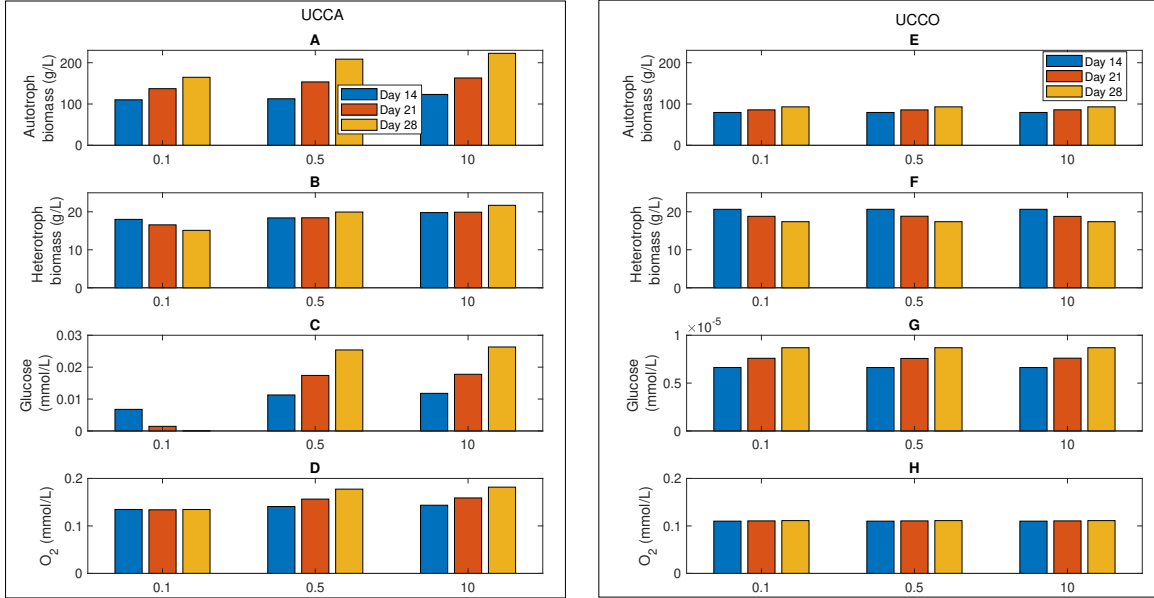 UCCA
A
Autotroph
biomass (g/L)
200
100
0
0.1
0.5
10
Day 14
Day 21
Day 28
B
Heterotroph
biomass (g/L)
20
10
0
0.1
0.5
10
C
Glucose
(mmol/L)
0.03
0.02
0.01
0
0.1
0.5
10
D
O2 (mmol/L)
0.2
0.1
0
0.1
0.5
10
UCCO
E
Autotroph
biomass (g/L)
200
100
0
0.1
0.5
10
Day 14
Day 21
Day 28
F
Heterotroph
biomass (g/L)
20
10
0
0.1
0.5
10
G
×10-5
Glucose
(mmol/L)
1
0.5
0
0.1
0.5
10
H
O2 (mmol/L)
0.2
0.1
0
0.1
0.5
10